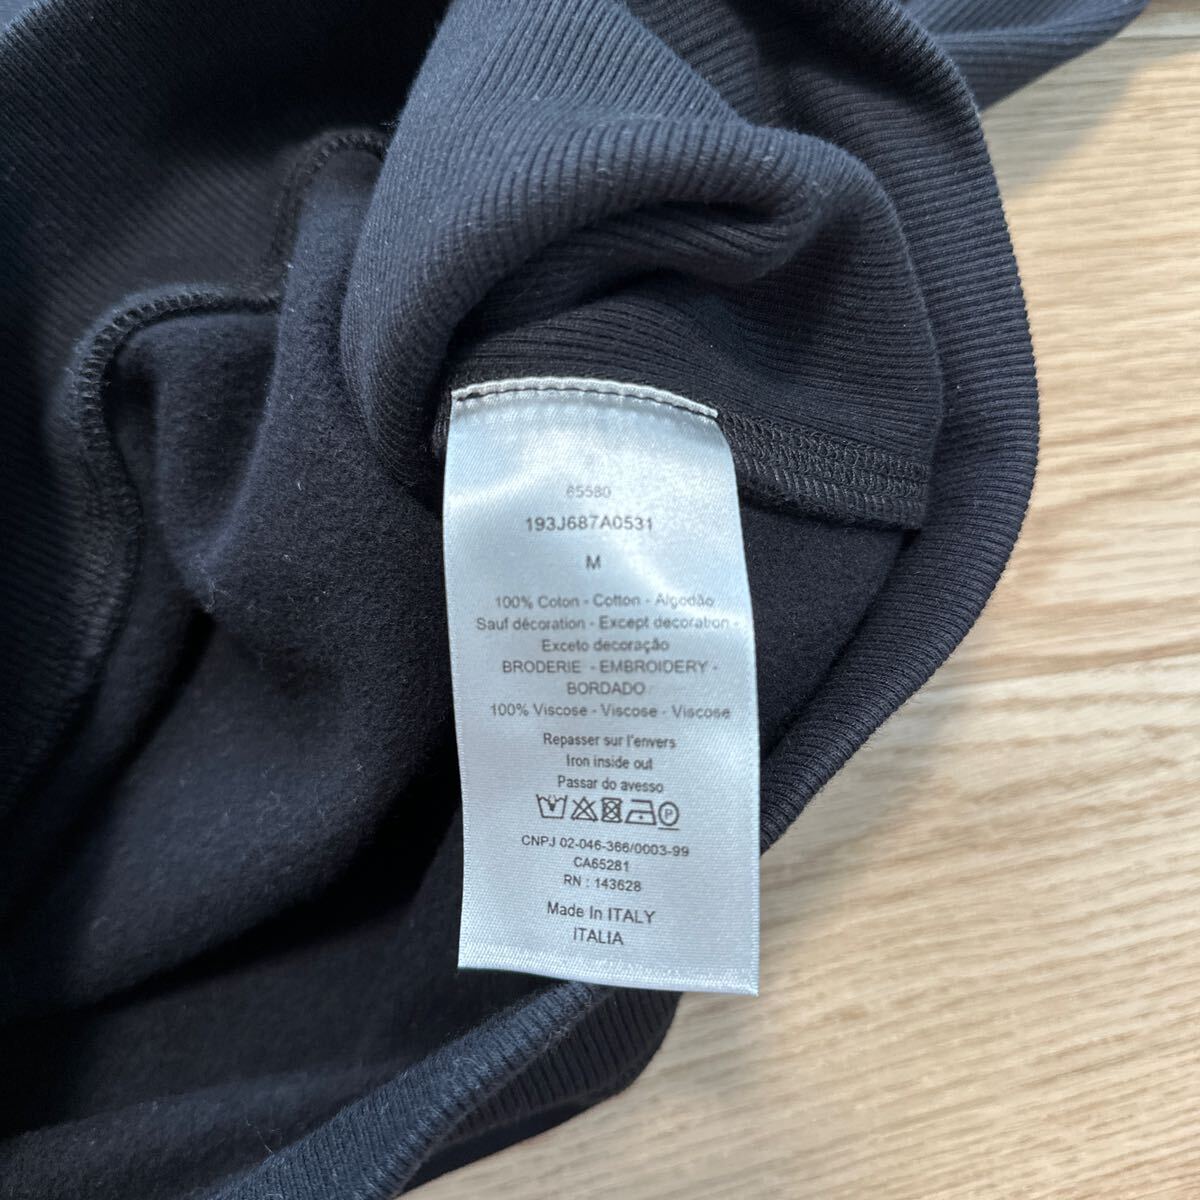 65580
193J687A0531
M
100% Coton - Cotton - Algodão
Sauf décoration - Except decoration -
Exceto decoração
BRODERIE - EMBROIDERY -
BORDADO
100% Viscose - Viscose - Viscose
Repasser sur l'envers
Iron inside out
Passar do avesso
P
CNPJ 02-046-366/0003-99
CA65281
RN : 143628
Made In ITALY
ITALIA